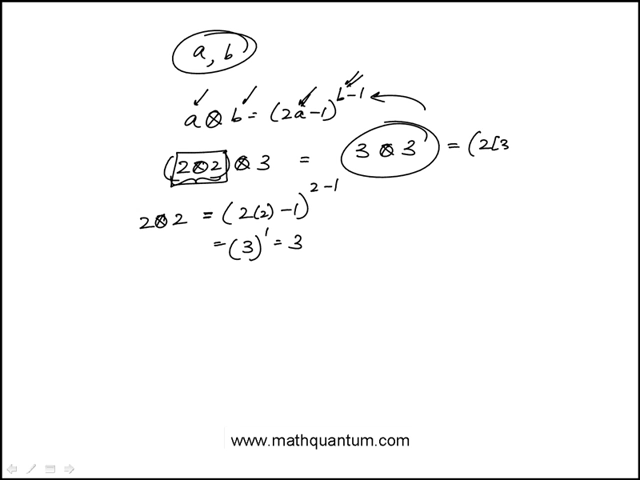 a, b
a ⊗ b = (2a - 1)^{b-1}
(2 ⊗ 2) ⊗ 3 = 3 ⊗ 3 = (2[3
2 ⊗ 2 = (2(2) - 1)^{2-1}
= (3)^1 = 3
www.mathquantum.com